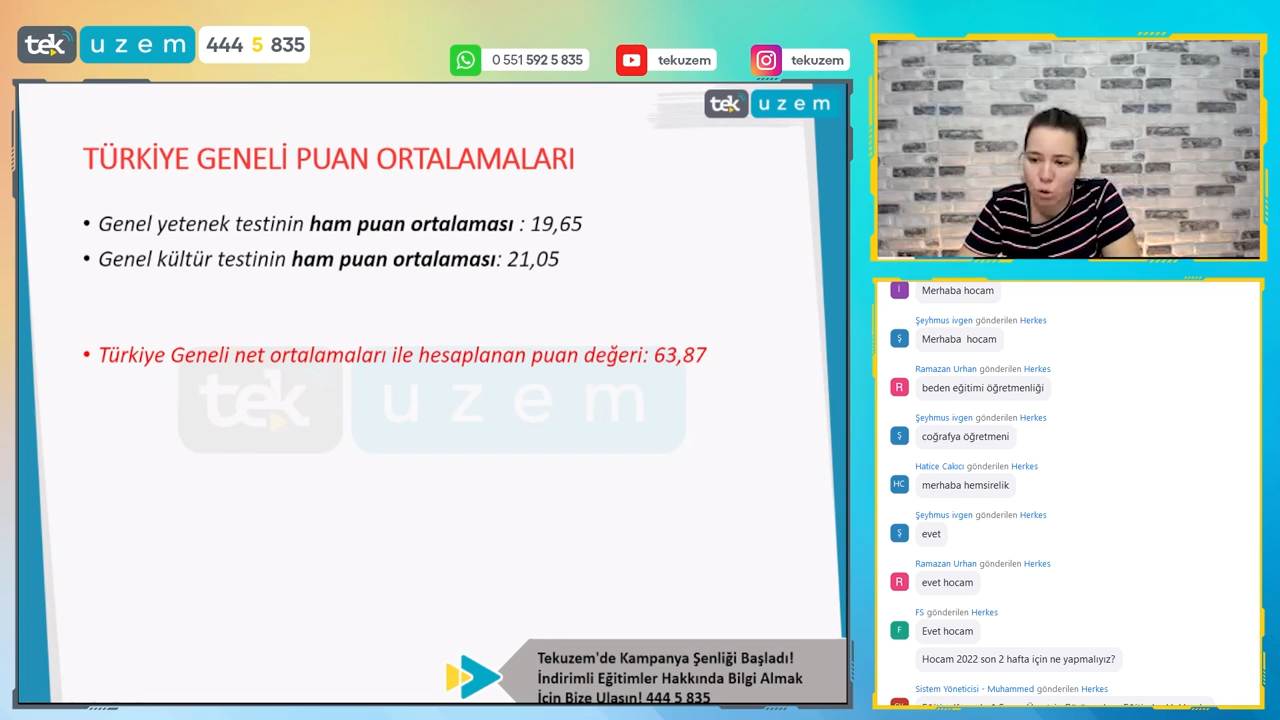 tek uzem 444 5 835
0 551 592 5 835
tekuzem
tekuzem
tek uzem
TÜRKİYE GENELİ PUAN ORTALAMALARI
• Genel yetenek testinin ham puan ortalaması : 19,65
• Genel kültür testinin ham puan ortalaması: 21,05
• Türkiye Geneli net ortalamaları ile hesaplanan puan değeri: 63,87
tek uzem
Tekuzem'de Kampanya Şenliği Başladı!
İndirimli Eğitimler Hakkında Bilgi Almak
İçin Bize Ulaşın! 444 5 835
I
Merhaba hocam
Şeyhmus ivgen gönderilen Herkes
Ş
Merhaba hocam
Ramazan Urhan gönderilen Herkes
R
beden eğitimi öğretmenliği
Şeyhmus ivgen gönderilen Herkes
Ş
coğrafya öğretmeni
Hatice Cakıcı gönderilen Herkes
HC
merhaba hemsirelik
Şeyhmus ivgen gönderilen Herkes
Ş
evet
Ramazan Urhan gönderilen Herkes
R
evet hocam
FS gönderilen Herkes
F
Evet hocam
Hocam 2022 son 2 hafta için ne yapmalıyız?
Sistem Yöneticisi - Muhammed gönderilen Herkes